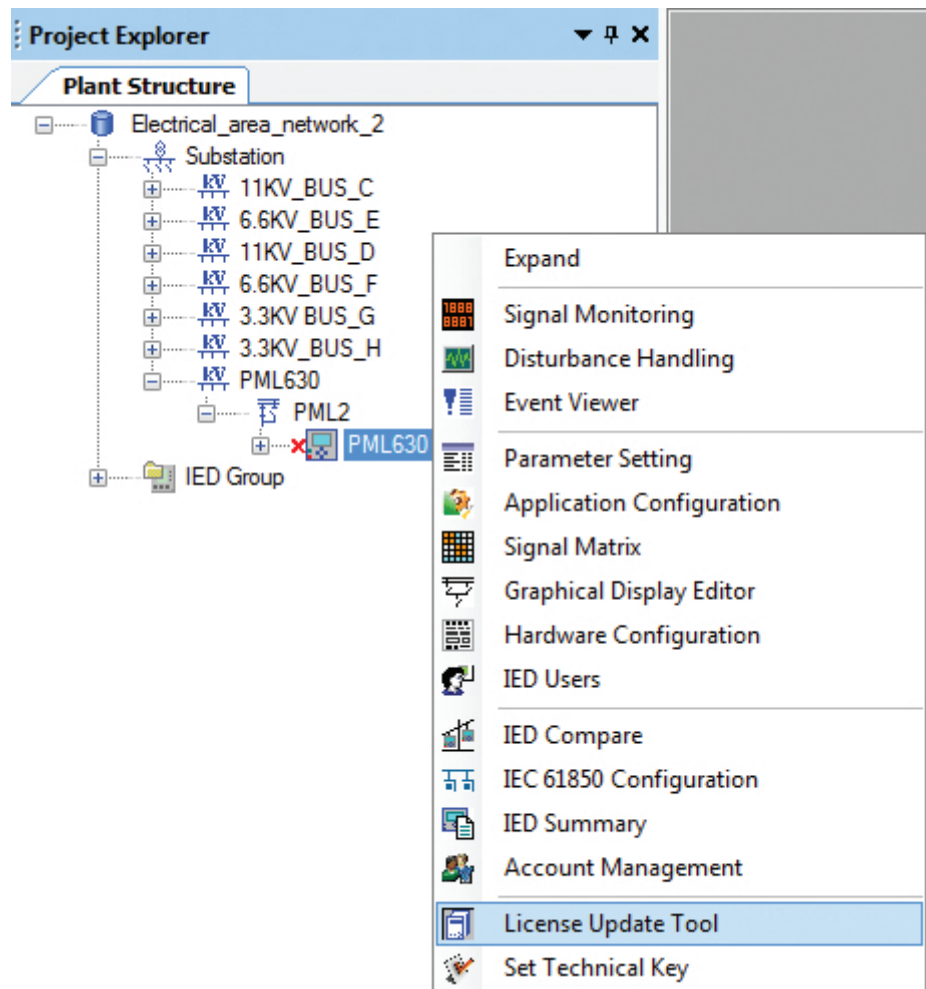 Project Explorer
Plant Structure
Electrical_area_network_2
Substation
11KV_BUS_C
6.6KV_BUS_E
11KV_BUS_D
6.6KV_BUS_F
3.3KV BUS_G
3.3KV_BUS_H
PML630
PML2
PML630
IED Group
Expand
Signal Monitoring
Disturbance Handling
Event Viewer
Parameter Setting
Application Configuration
Signal Matrix
Graphical Display Editor
Hardware Configuration
IED Users
IED Compare
IEC 61850 Configuration
IED Summary
Account Management
License Update Tool
Set Technical Key